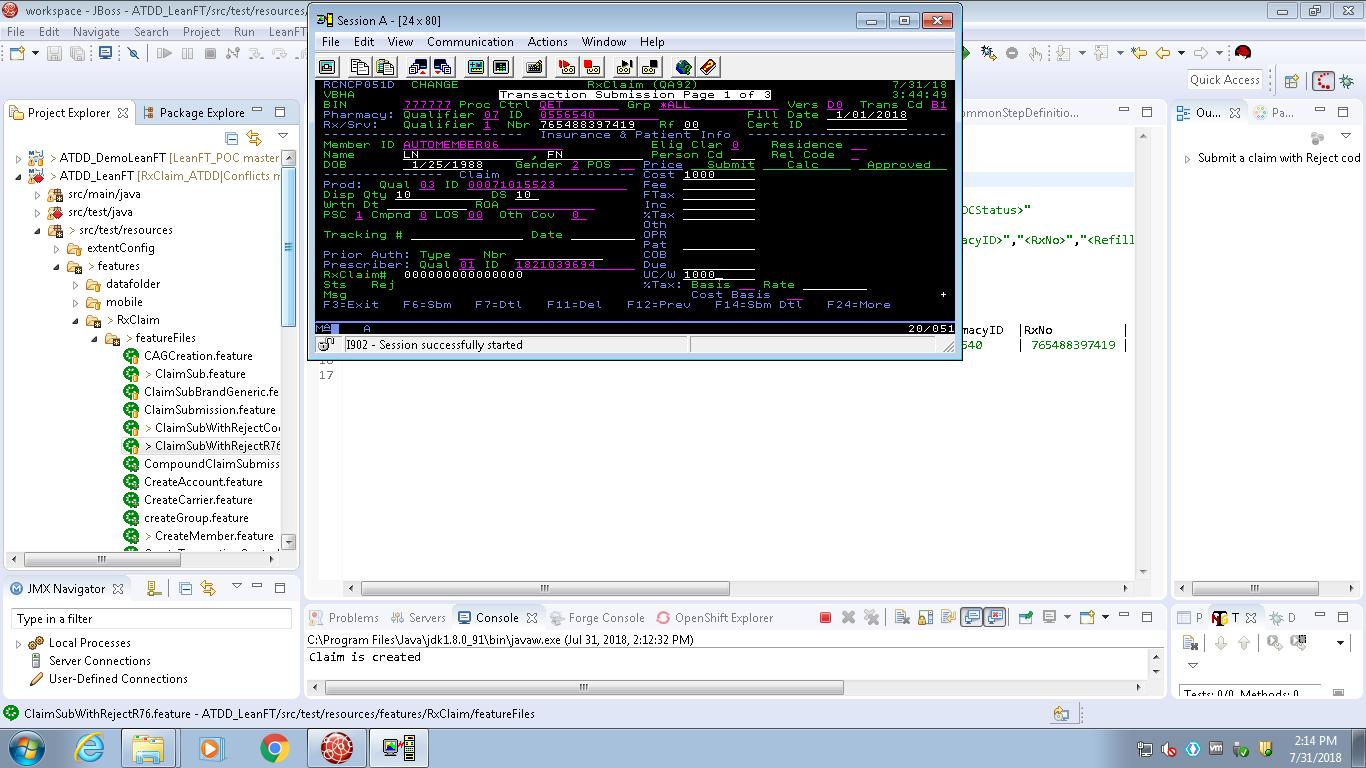 workspace - JBoss - ATDD_LeanFT/src/test/resources/
File Edit Navigate Search Project Run LeanFT
Quick Access
Project Explorer Package Explore
> ATDD_DemoLeanFT [LeanFT_POC master
> ATDD_LeanFT [RxClaim_ATDD|Conflicts m
src/main/java
src/test/java
> src/test/resources
extentConfig
> features
datafolder
mobile
> RxClaim
> featureFiles
CAGCreation.feature
> ClaimSub.feature
ClaimSubBrandGeneric.fe
ClaimSubmission.feature
> ClaimSubWithRejectCo
> ClaimSubWithRejectR76
CompoundClaimSubmiss
CreateAccount.feature
CreateCarrier.feature
createGroup.feature
> CreateMember.feature
JMX Navigator
Type in a filter
Local Processes
Server Connections
User-Defined Connections
Session A - [24 x 80]
File Edit View Communication Actions Window Help
RCNCP051D CHANGE RxClaim (QA92) 7/31/18
VBHA Transaction Submission Page 1 of 3 3:44:49
BIN 777777 Proc Ctrl QET Grp *ALL Vers D0 Trans Cd B1
Pharmacy: Qualifier 07 ID 0556540 Fill Date 1/01/2018
Rx/Srv: Qualifier 1 Nbr 765488397419 Rf 00 Cert ID
Insurance & Patient Info
Member ID AUTOMEMBER06 Elig Clar 0 Residence
Name LN , FN Person Cd Rel Code
DOB 1/25/1988 Gender 2 POS Price Submit Calc Approved
Claim Cost 1000
Prod: Qual 03 ID 00071015523 Fee
Disp Qty 10 DS 10 FTax
Wrtn Dt ROA Inc
PSC 1 Cmpnd 0 LOS 00 Oth Cov 0 %Tax
Oth
Tracking # Date OPR
Pat
Prior Auth: Type Nbr COB
Prescriber: Qual 01 ID 1821039694 Due
RxClaim# 000000000000000 UC/W 1000
Sts Rej %Tax: Basis Rate
Msg Cost Basis +
F3=Exit F6=Sbm F7=Dtl F11=Del F12=Prev F14=Sbm Dtl F24=More
MA A 20/051
I902 - Session successfully started
ommonStepDefinitio...
DCStatus>"
acyID>","<RxNo>","<Refill
macyID |RxNo |
540 | 765488397419 |
17
Ou... Pa...
Submit a claim with Reject cod
Problems Servers Console Forge Console OpenShift Explorer
C:\Program Files\Java\jdk1.8.0_91\bin\javaw.exe (Jul 31, 2018, 2:12:32 PM)
Claim is created
P T D
Tests: 0/0 Methods: 0
ClaimSubWithRejectR76.feature - ATDD_LeanFT/src/test/resources/features/RxClaim/featureFiles
2:14 PM
7/31/2018